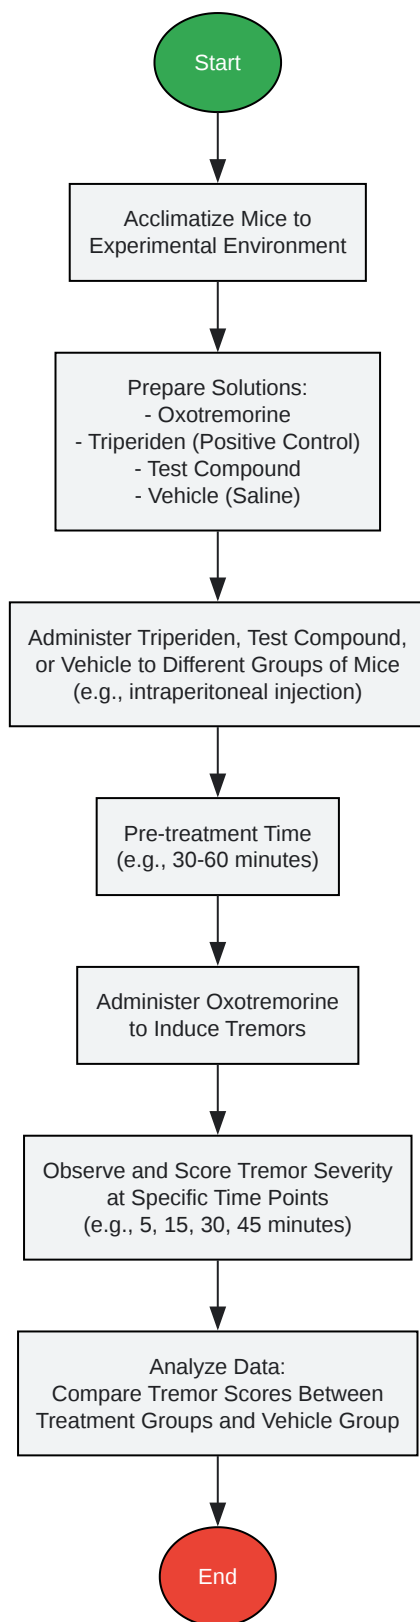 Start
Acclimatize Mice to
Experimental Environment
Prepare Solutions:
- Oxotremorine
- Triperiden (Positive Control)
- Test Compound
- Vehicle (Saline)
Administer Triperiden, Test Compound,
or Vehicle to Different Groups of Mice
(e.g., intraperitoneal injection)
Pre-treatment Time
(e.g., 30-60 minutes)
Administer Oxotremorine
to Induce Tremors
Observe and Score Tremor Severity
at Specific Time Points
(e.g., 5, 15, 30, 45 minutes)
Analyze Data:
Compare Tremor Scores Between
Treatment Groups and Vehicle Group
End